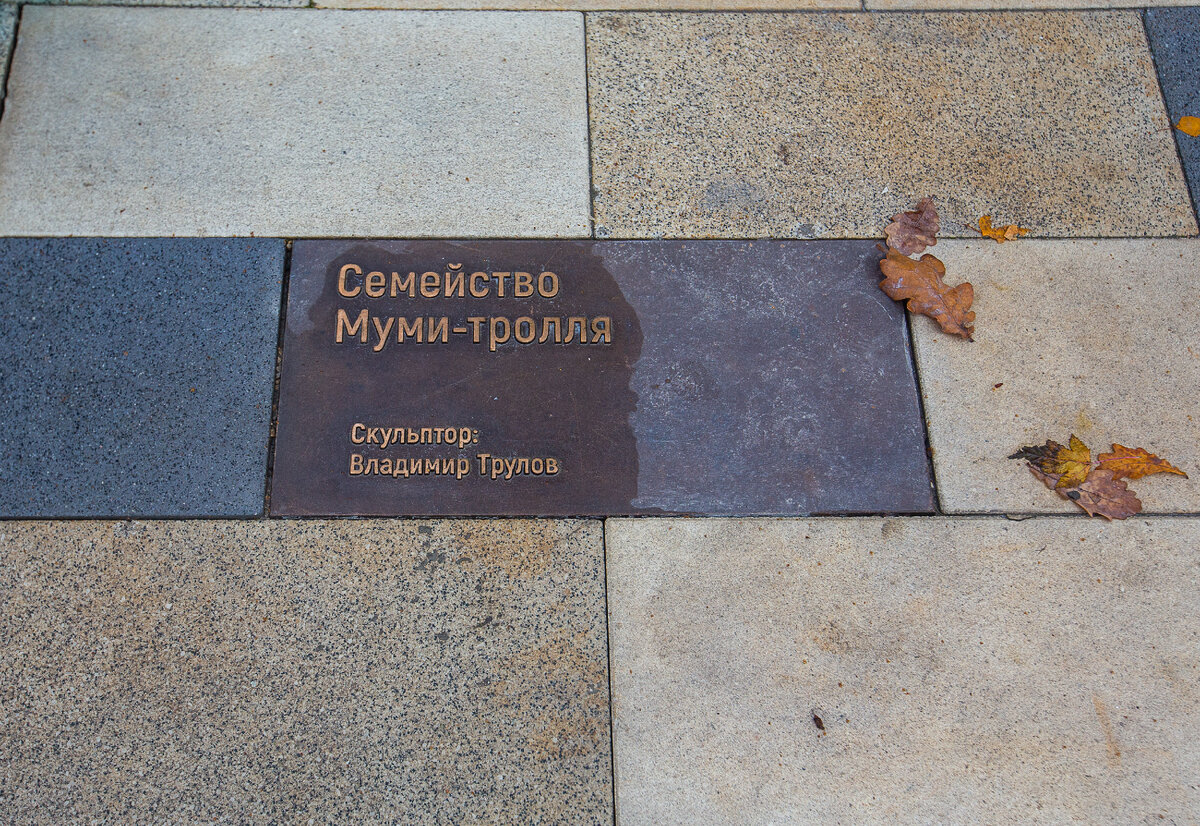 Семейство
Муми-тролля
Скульптор:
Владимир Трулов